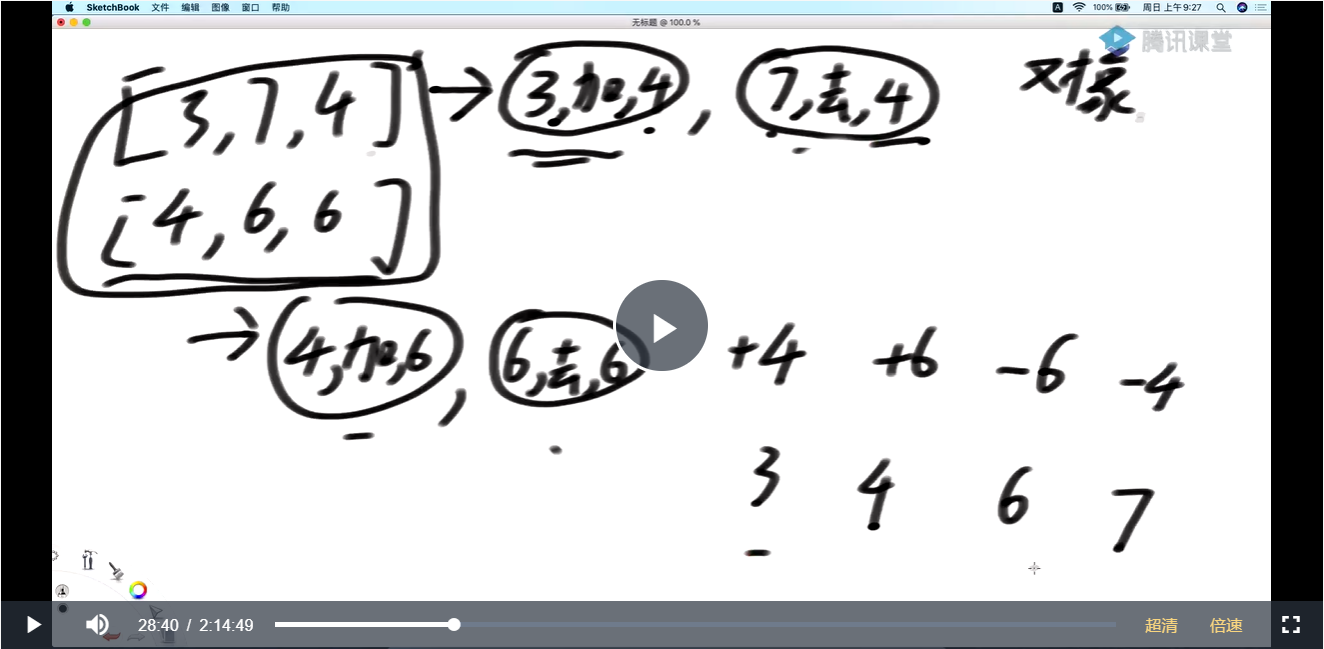 SketchBook 文件 编辑 图像 窗口 帮助 A 100% 周日 上午9:27
无标题 @ 100.0 %
腾讯课堂
[3,7,4] → 3,加,4 , 7,去,4 对象
[4,6,6]
→ 4,加,6 , 6,去,6 +4 +6 -6 -4
3 4 6 7
28:40 / 2:14:49 超清 倍速